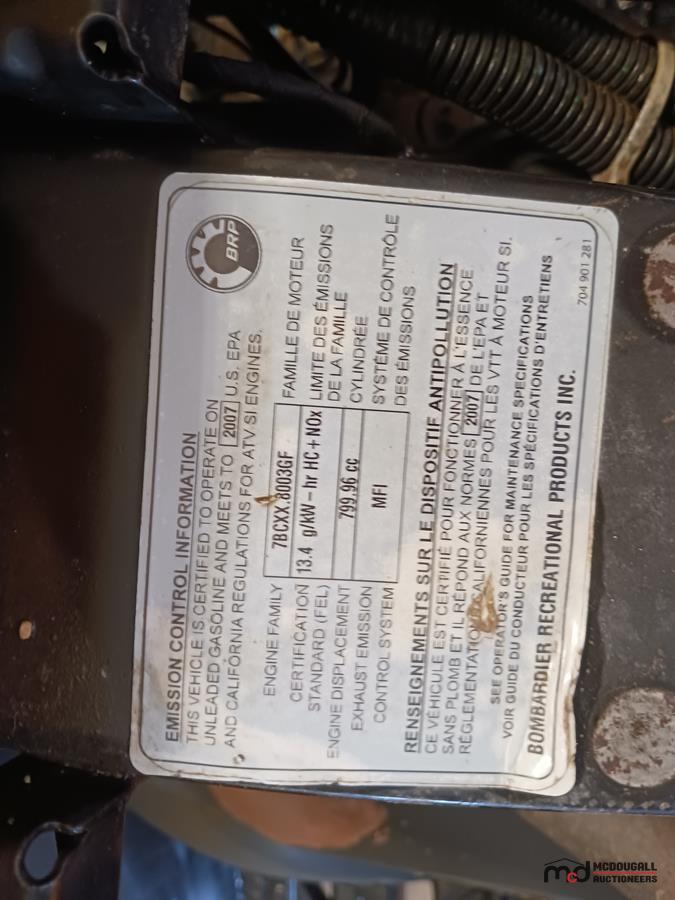 BRP
EMISSION CONTROL INFORMATION
THIS VEHICLE IS CERTIFIED TO OPERATE ON
UNLEADED GASOLINE AND MEETS TO 2007 U.S. EPA
AND CALIFÔRNIA REGULATIONS FOR ATV SI ENGINES.
ENGINE FAMILY 7BCXX.8003GF FAMILLE DE MOTEUR
CERTIFICATION STANDARD (FEL) 13.4 g/kW - hr HC + NOx LIMITE DES ÉMISSIONS DE LA FAMILLE
ENGINE DISPLACEMENT 799.96 cc CYLINDRÉE
EXHAUST EMISSION CONTROL SYSTEM MFI SYSTÉME DE CONTRÔLE DES ÉMISSIONS
RENSEIGNEMENTS SUR LE DISPOSITIF ANTIPOLLUTION
CE VÉHICULE EST CERTIFIÉ POUR FONCTIONNER À L'ESSENCE
SANS PLOMB ET IL RÉPOND AUX NORMES 2007 DE L'EPA ET
RÉGLEMENTATION CALIFORNIENNES POUR LES VTT À MOTEUR SI.
SEE OPERATOR'S GUIDE FOR MAINTENANCE SPECIFICATIONS
VOIR GUIDE DU CONDUCTEUR POUR LES SPÉCIFICATIONS D'ENTRETIENS
BOMBARDIER RECREATIONAL PRODUCTS INC.
704 901 281
mcd MCDOUGALL
AUCTIONEERS